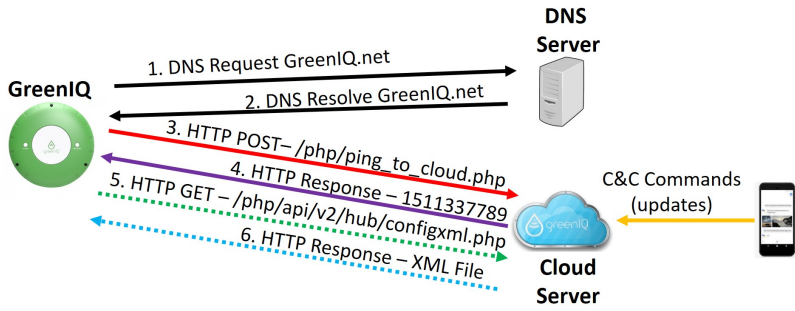 DNS
Server
1. DNS Request GreenIQ.net
GreenIQ
2. DNS Resolve GreenIQ.net
3. HTTP POST– /php/ping_to_cloud.php
4. HTTP Response – 1511337789
5. HTTP GET – /php/api/v2/hub/configxml.php
6. HTTP Response – XML File
C&C Commands
(updates)
greenIQ
Cloud
Server